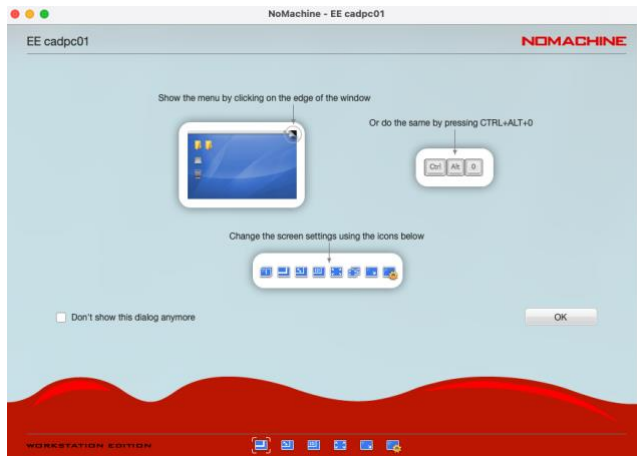 NoMachine - EE cadpc01
EE cadpc01
NOMACHINE
Show the menu by clicking on the edge of the window
Or do the same by pressing CTRL+ALT+0
Ctrl Alt 0
Change the screen settings using the icons below
Don't show this dialog anymore
OK
WORKSTATION EDITION